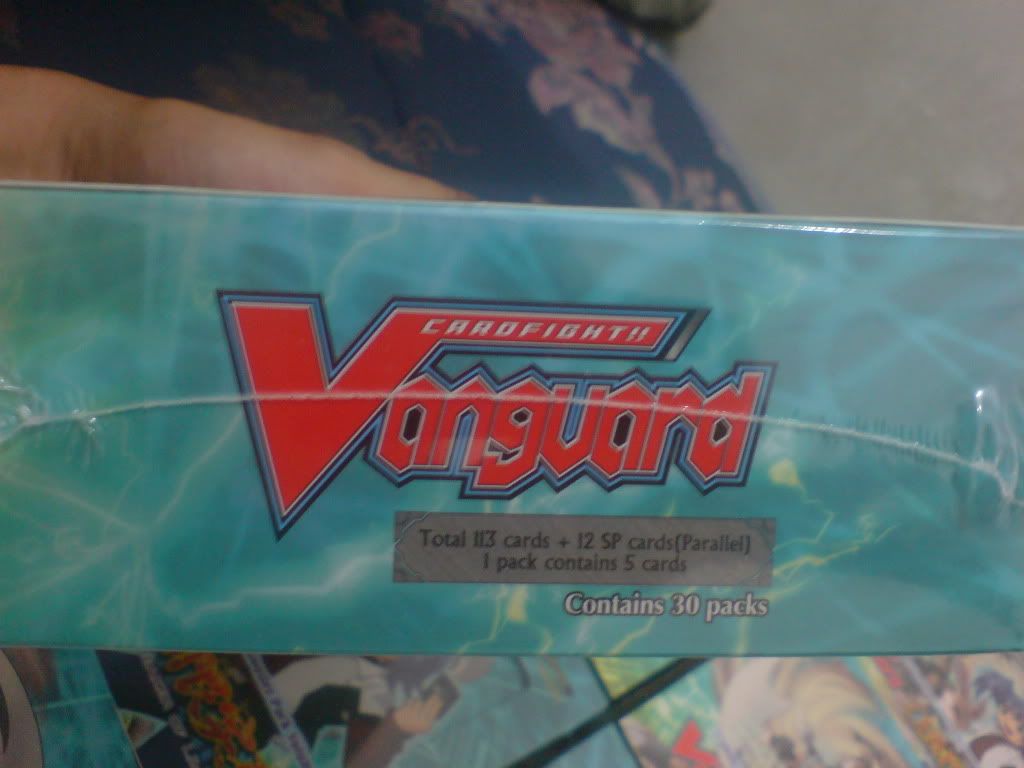 CARDFIGHT!!
Vanguard
Total 113 cards + 12 SP cards(Parallel)
1 pack contains 5 cards
Contains 30 packs